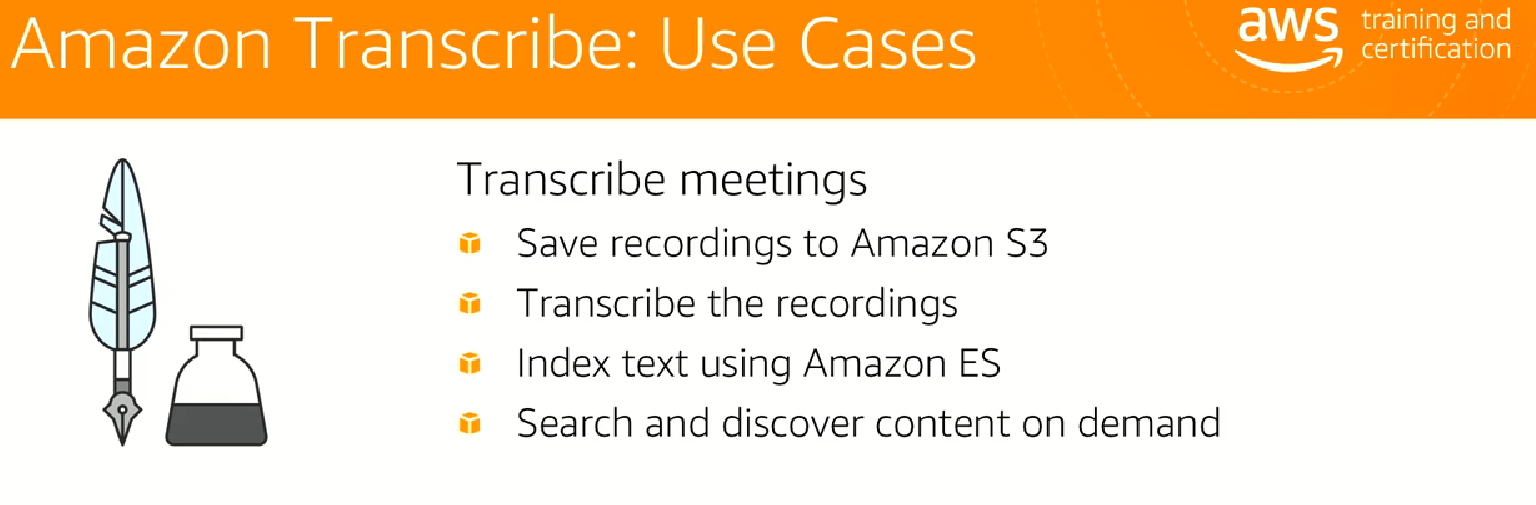 Amazon Transcribe: Use Cases
aws training and
certification
Transcribe meetings
Save recordings to Amazon S3
Transcribe the recordings
Index text using Amazon ES
Search and discover content on demand